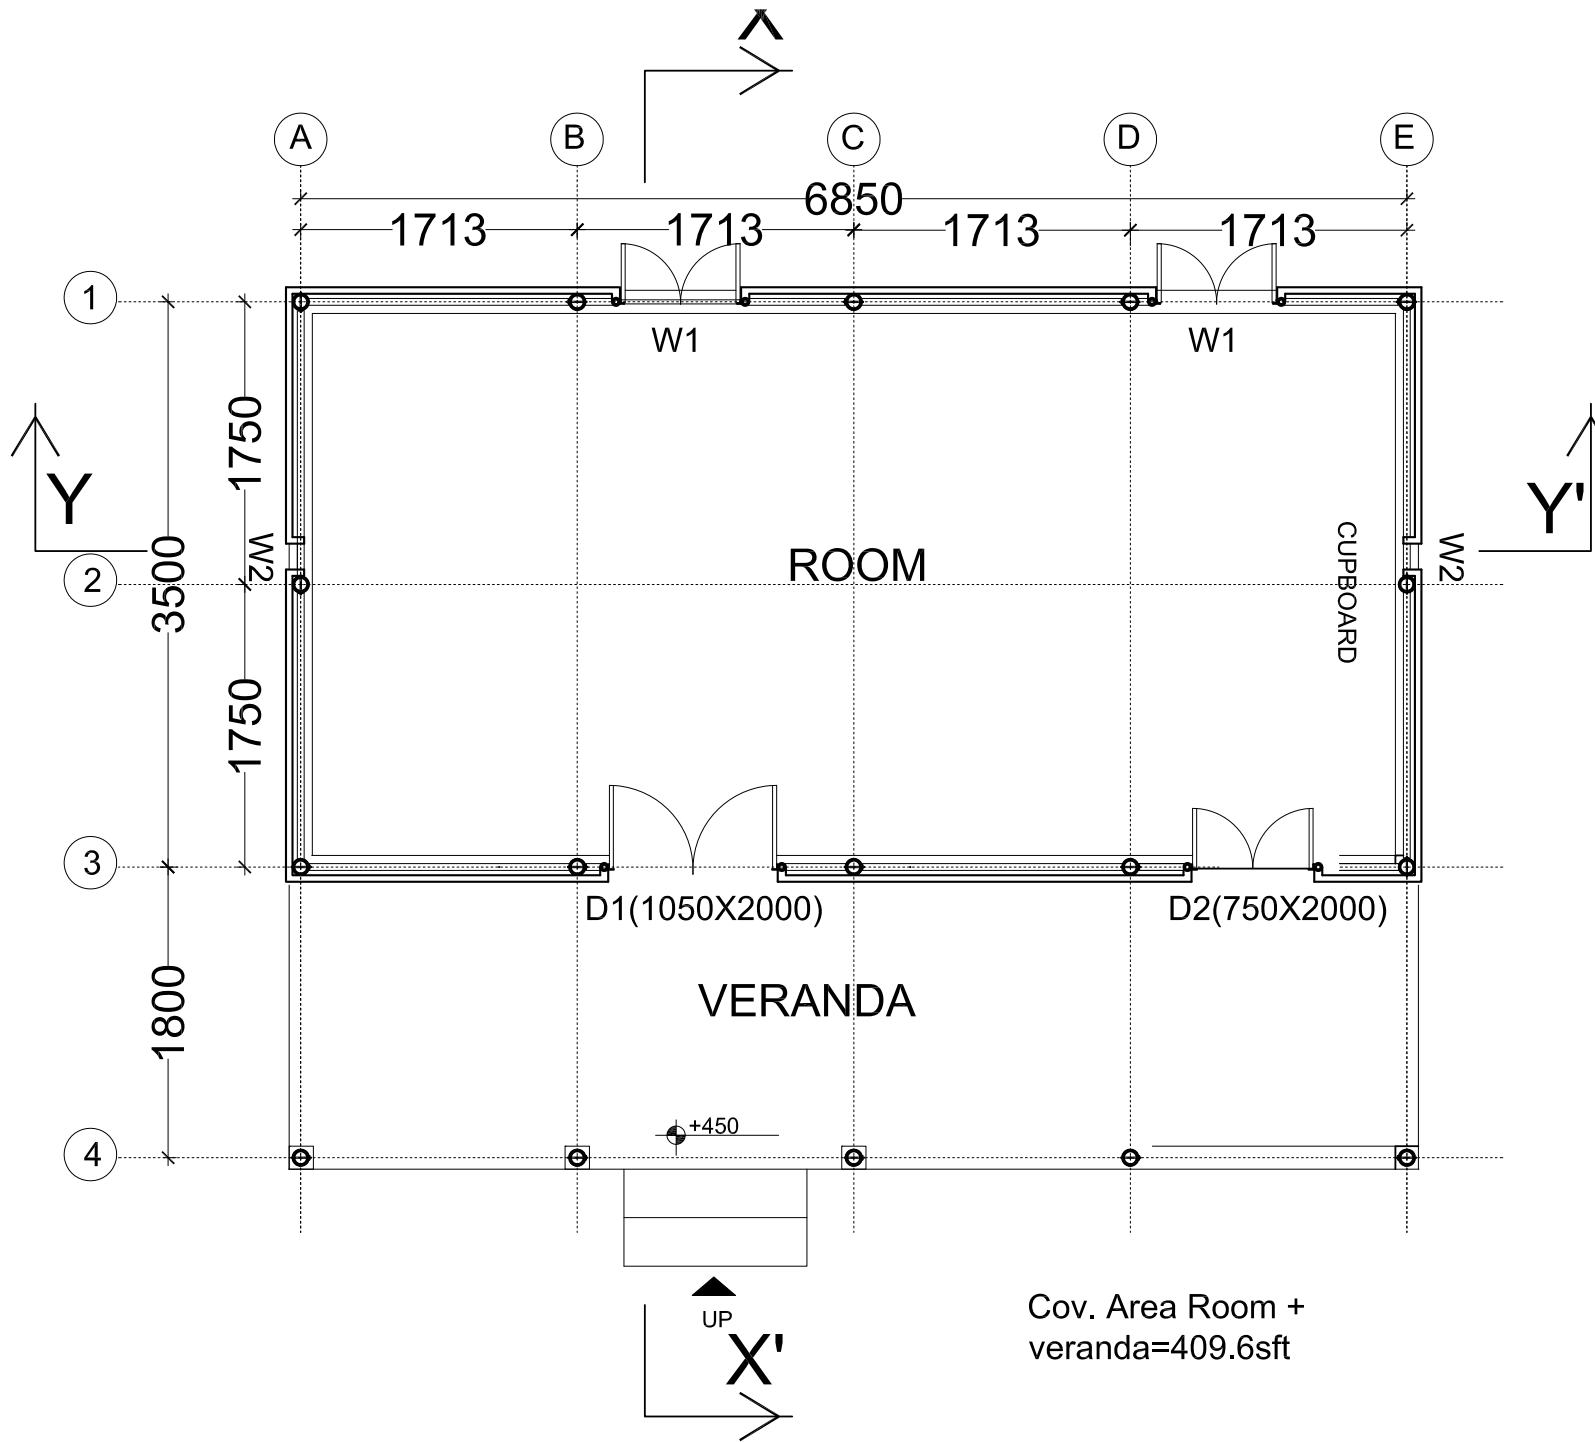 X
A B C D E
6850
1713 1713 1713 1713
1
W1 W1
1750
Y Y'
W2 W2
3500
2
ROOM
CUPBOARD
1750
3
D1(1050X2000) D2(750X2000)
VERANDA
1800
+450
4
UP
X'
Cov. Area Room +
veranda=409.6sft